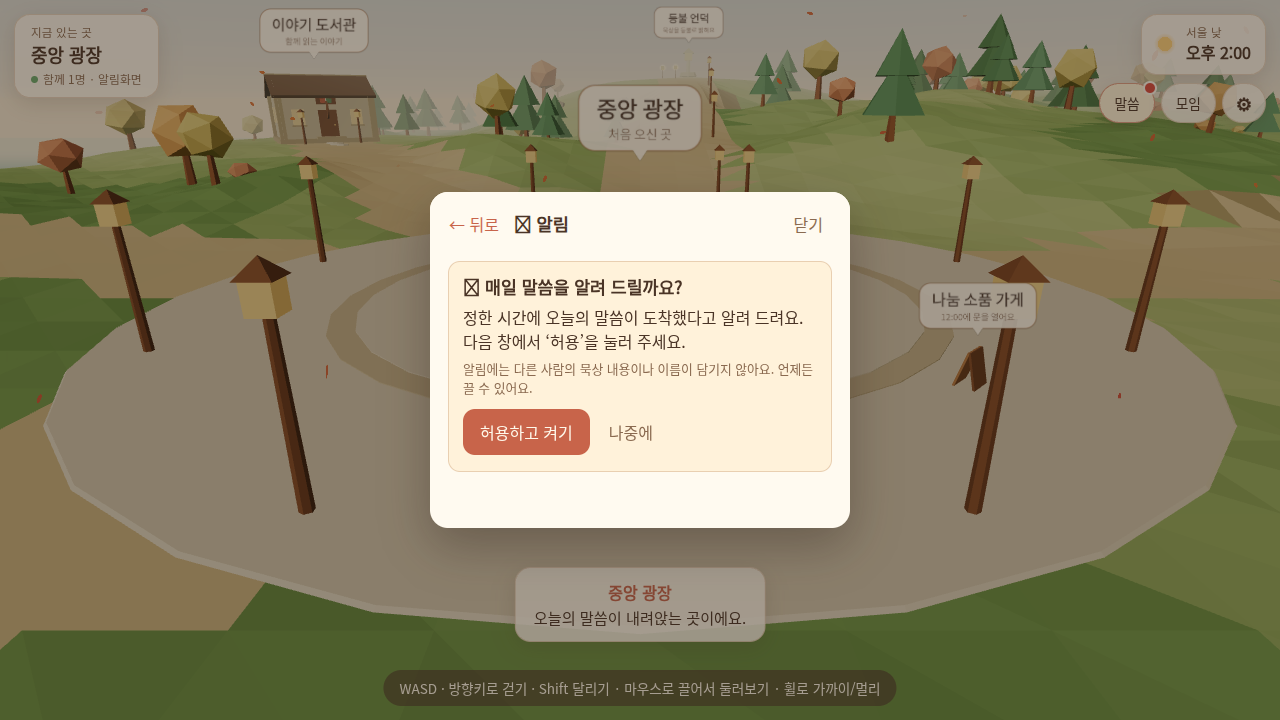 지금 있는 곳
중앙 광장
함께 1명 · 알림화면
이야기 도서관
함께 읽는 이야기
등불 언덕
서울 낮
오후 2:00
말씀
모임
중앙 광장
처음 오신 곳
← 뒤로
알림
닫기
매일 말씀을 알려 드릴까요?
정한 시간에 오늘의 말씀이 도착했다고 알려 드려요.
다음 창에서 ‘허용’을 눌러 주세요.
알림에는 다른 사람의 묵상 내용이나 이름이 담기지 않아요. 언제든
끌 수 있어요.
허용하고 켜기
나중에
나눔 소품 가게
12:00에 문을 열어요
중앙 광장
오늘의 말씀이 내려앉는 곳이에요.
WASD · 방향키로 걷기 · Shift 달리기 · 마우스로 끌어서 둘러보기 · 휠로 가까이/멀리